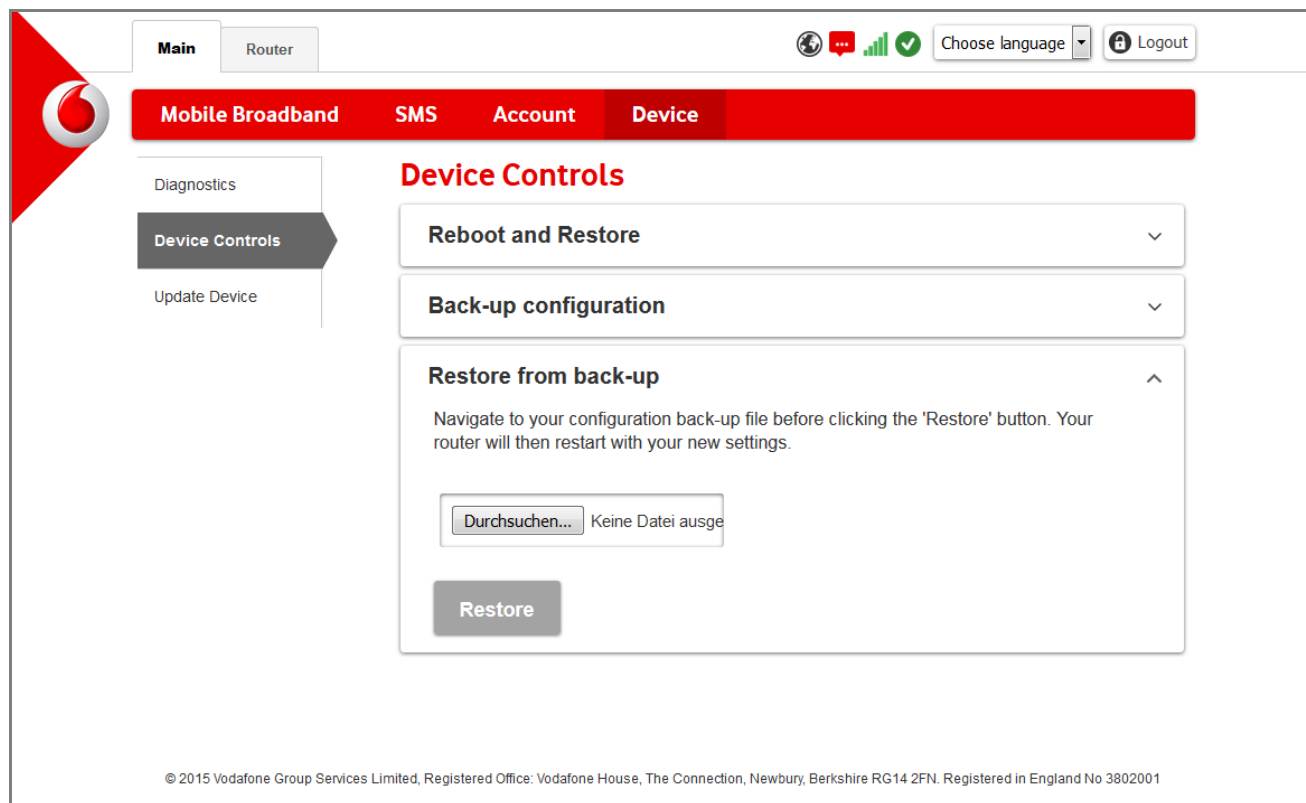 Main
Router
Choose language
Logout
Mobile Broadband
SMS
Account
Device
Diagnostics
Device Controls
Update Device
Device Controls
Reboot and Restore
Back-up configuration
Restore from back-up
Navigate to your configuration back-up file before clicking the 'Restore' button. Your
router will then restart with your new settings.
Durchsuchen... Keine Datei ausge
Restore
© 2015 Vodafone Group Services Limited, Registered Office: Vodafone House, The Connection, Newbury, Berkshire RG14 2FN. Registered in England No 3802001